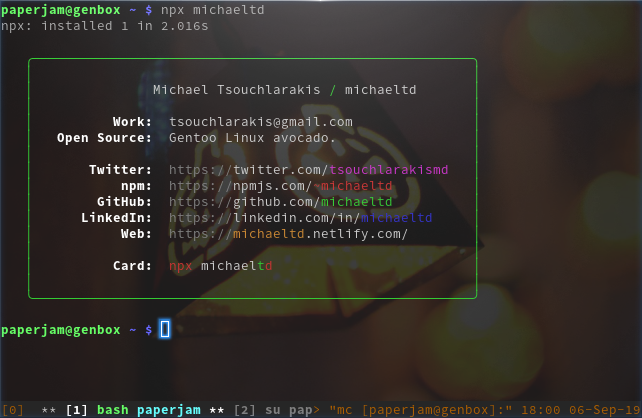 paperjam@genbox ~ $ npx michaeltd
npx: installed 1 in 2.016s
Michael Tsouchlarakis / michaeltd
Work: tsouchlarakis@gmail.com
Open Source: Gentoo Linux avocado.
Twitter: https://twitter.com/tsouchlarakismd
npm: https://npmjs.com/~michaeltd
GitHub: https://github.com/michaeltd
LinkedIn: https://linkedin.com/in/michaeltd
Web: https://michaeltd.netlify.com/
Card: npx michaeltd
paperjam@genbox ~ $
[0] ** [1] bash paperjam ** [2] su pap> "mc [paperjam@genbox]:" 18:00 06-Sep-19